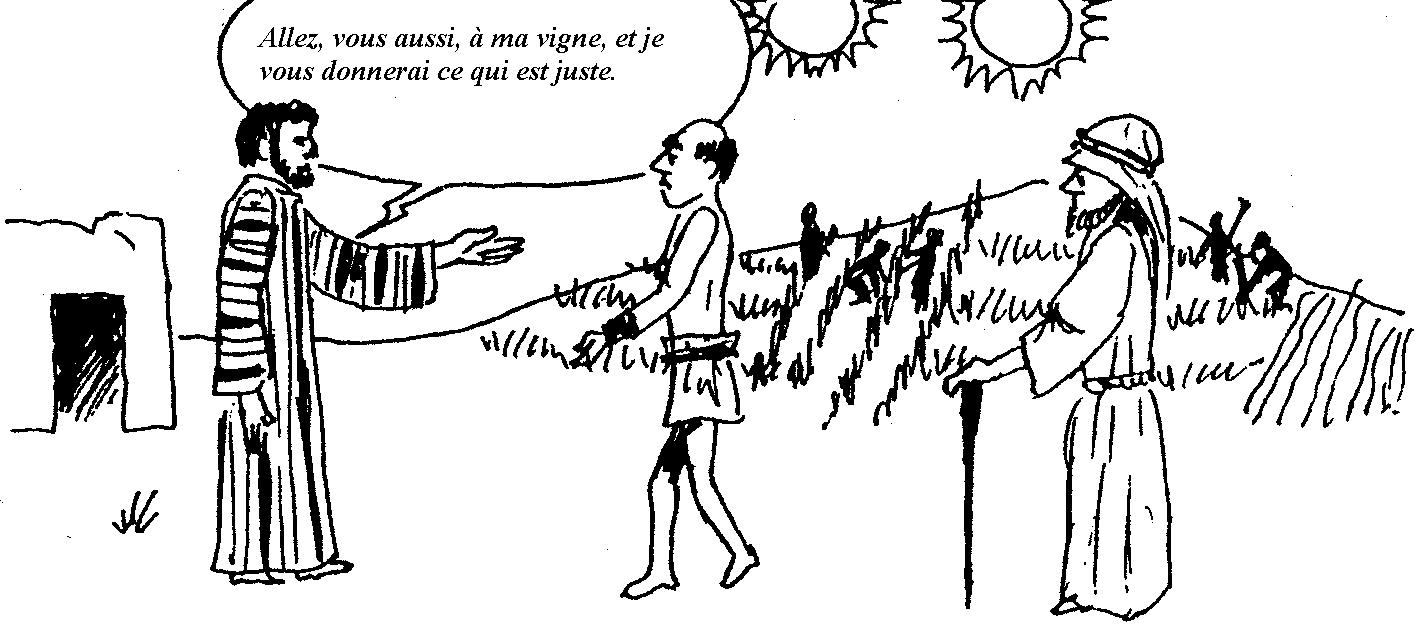 Allez, vous aussi, à ma vigne, et je
vous donnerai ce qui est juste.